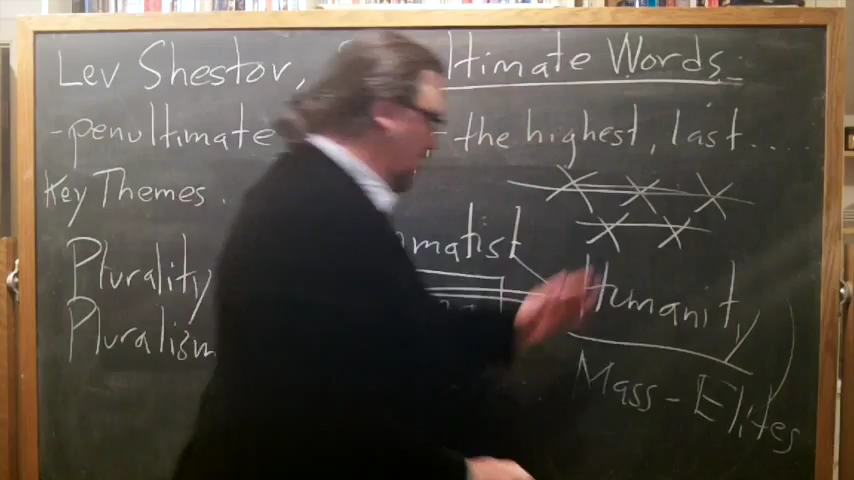 Lev Shestov, ltimate Words
- penultimate - the highest, last....
Key Themes.
matist
Plurality
Humanity
Pluralism
Mass - Elites